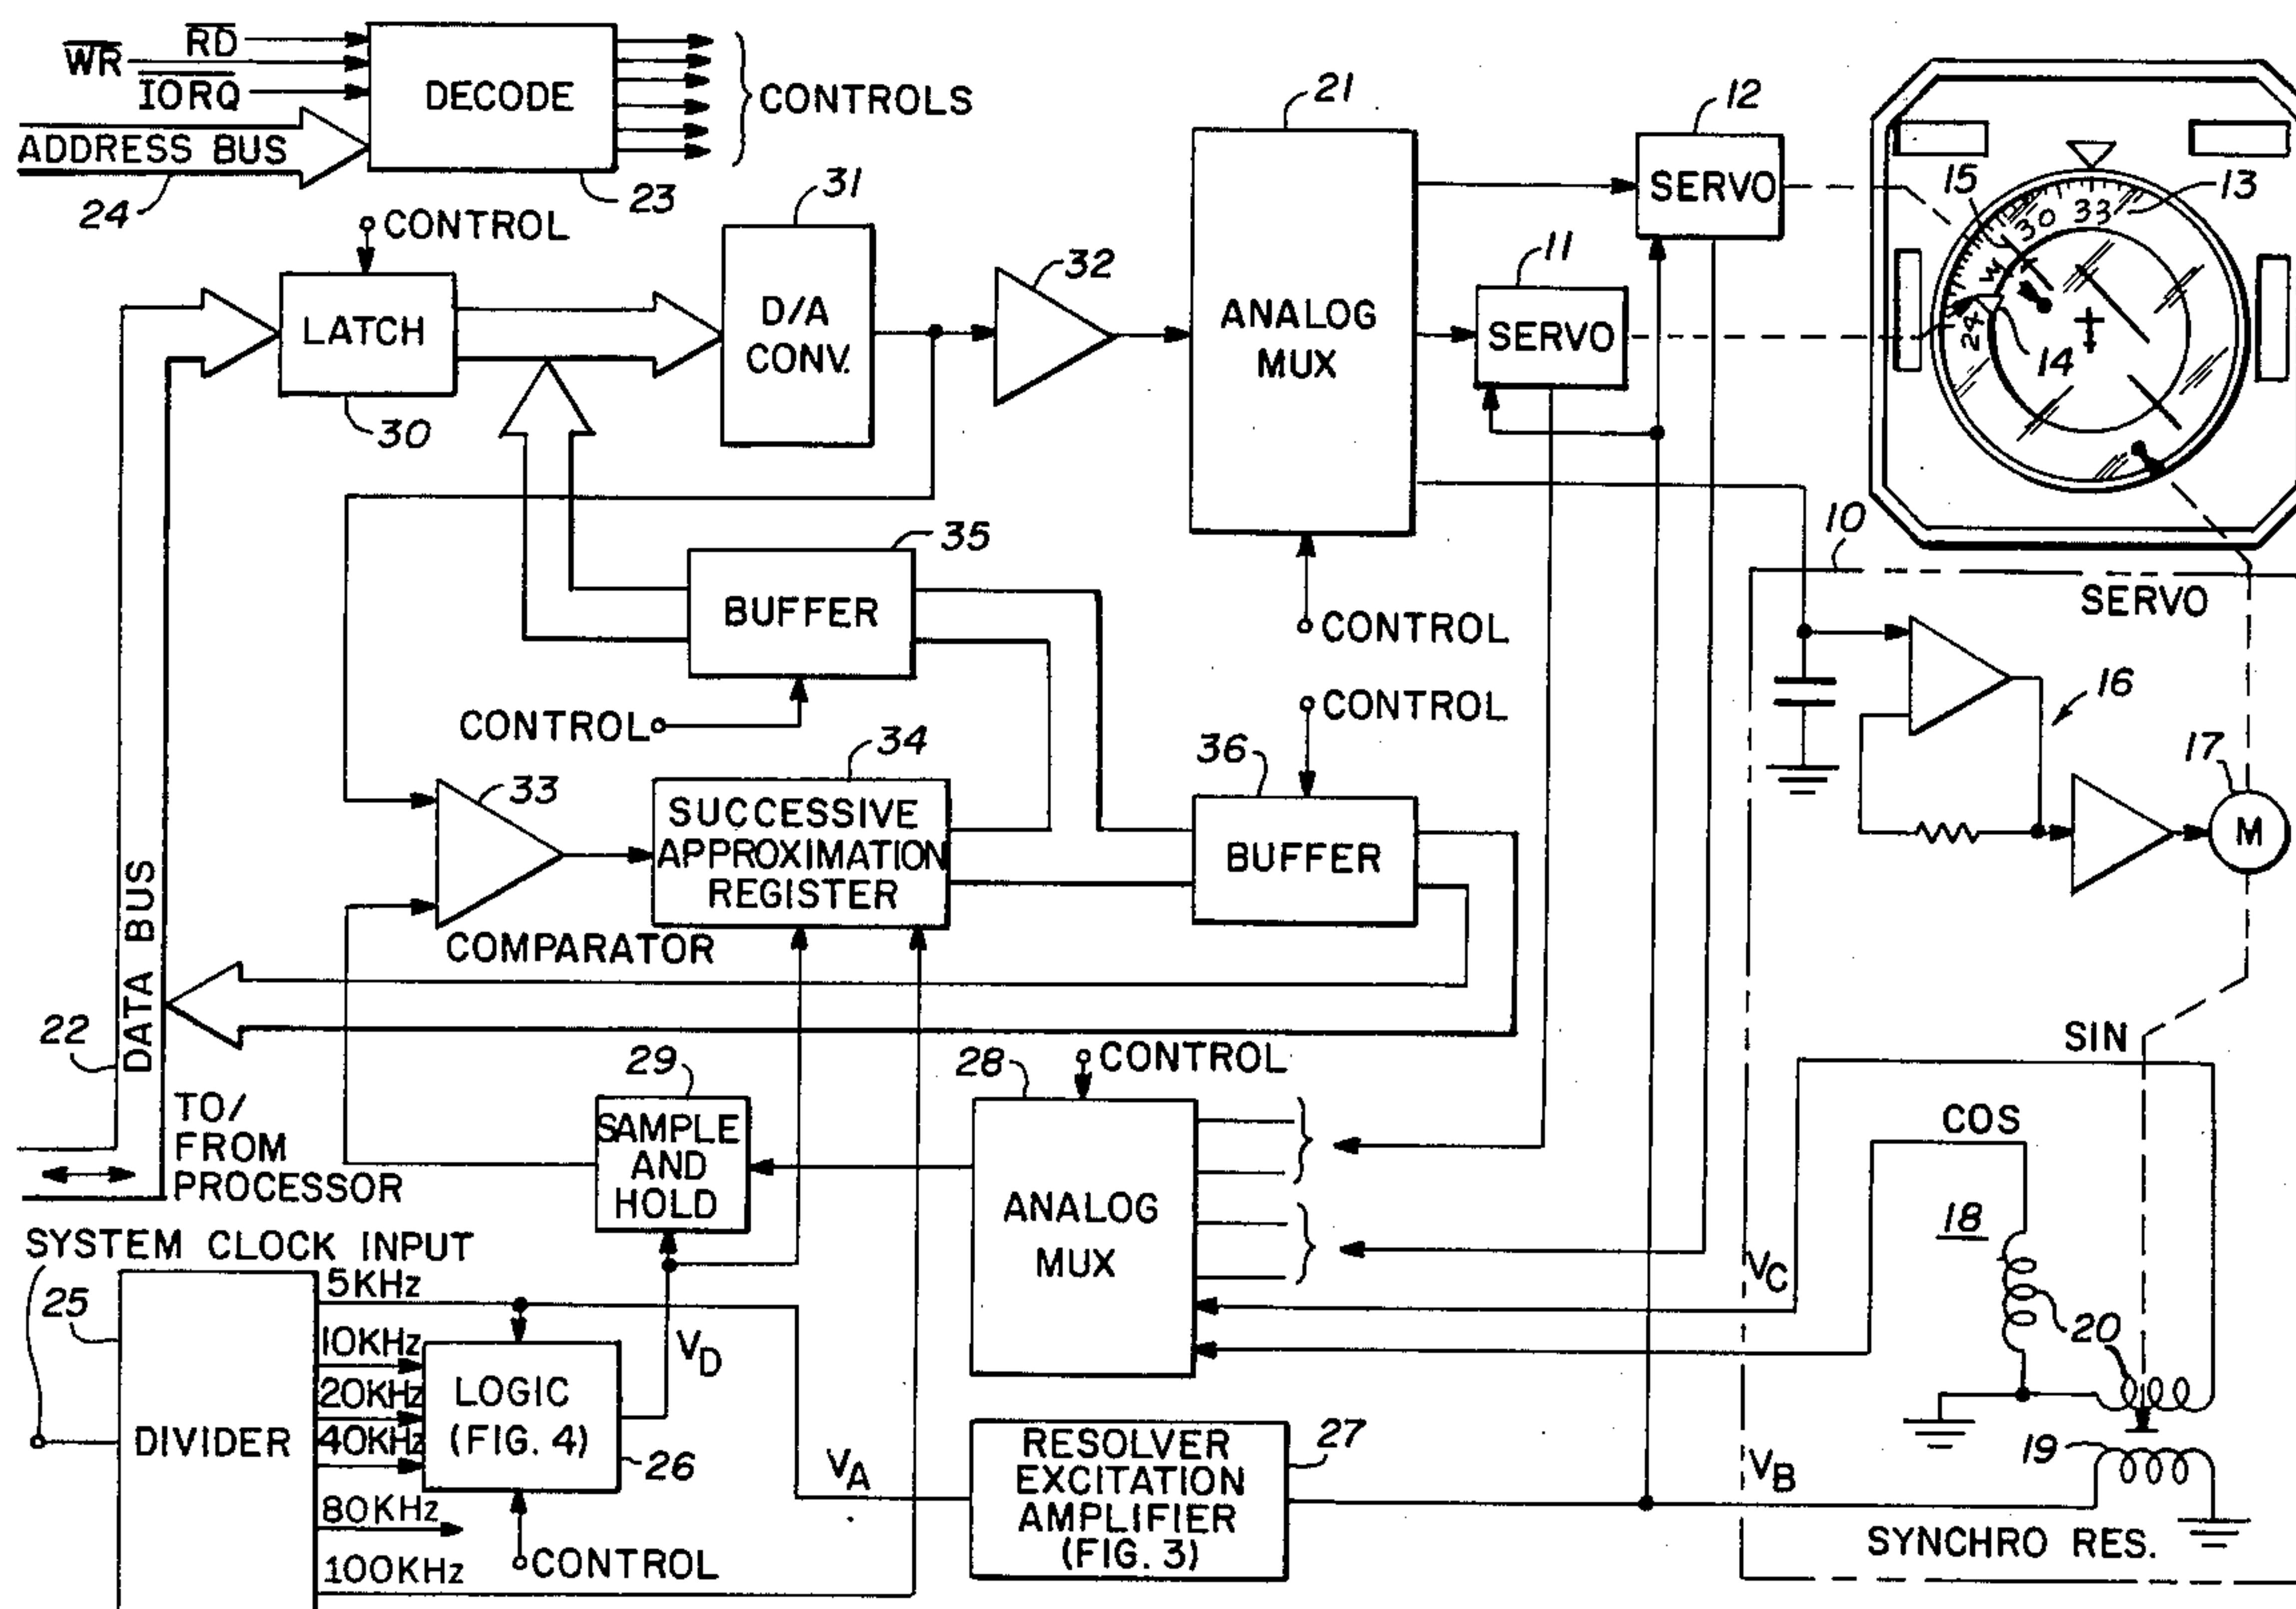 RD
WR
IORQ
ADDRESS BUS
24
DECODE
23
CONTROLS
CONTROL
LATCH
30
31
D/A
CONV.
32
21
ANALOG
MUX
CONTROL
12
SERVO
11
SERVO
15
13
24
W
30
33
14
10
SERVO
16
17
M
35
BUFFER
CONTROL
33
COMPARATOR
34
SUCCESSIVE
APPROXIMATION
REGISTER
CONTROL
36
BUFFER
22
DATA BUS
TO/
FROM
PROCESSOR
29
SAMPLE
AND
HOLD
28
CONTROL
ANALOG
MUX
SIN
COS
18
20
19
VC
VB
SYNCHRO RES.
SYSTEM CLOCK INPUT
25
DIVIDER
5KHz
10KHz
20KHz
40KHz
80KHz
100KHz
LOGIC
(FIG. 4)
26
CONTROL
VD
VA
RESOLVER
EXCITATION
AMPLIFIER
(FIG. 3)
27